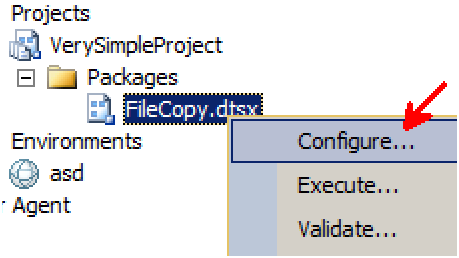 Projects
VerySimpleProject
Packages
FileCopy.dtsx
Configure...
Environments
asd
Execute...
Agent
Validate...